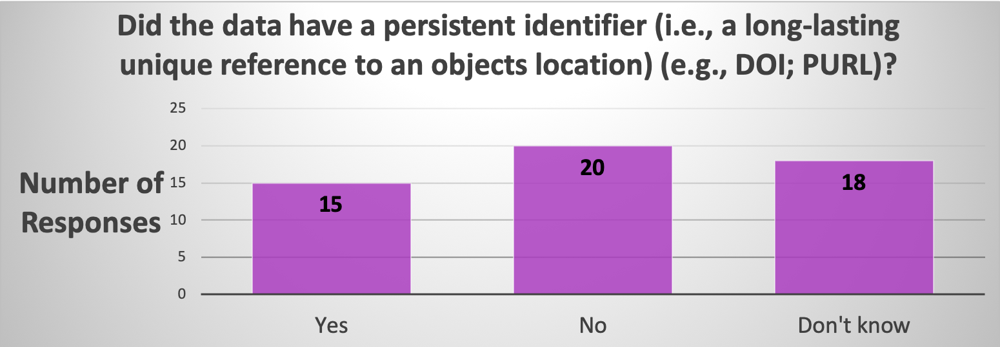 Did the data have a persistent identifier (i.e., a long-lasting
unique reference to an objects location) (e.g., DOI; PURL)?
25
20
15
10
5
0
Number of
Responses
15
20
18
Yes
No
Don't know